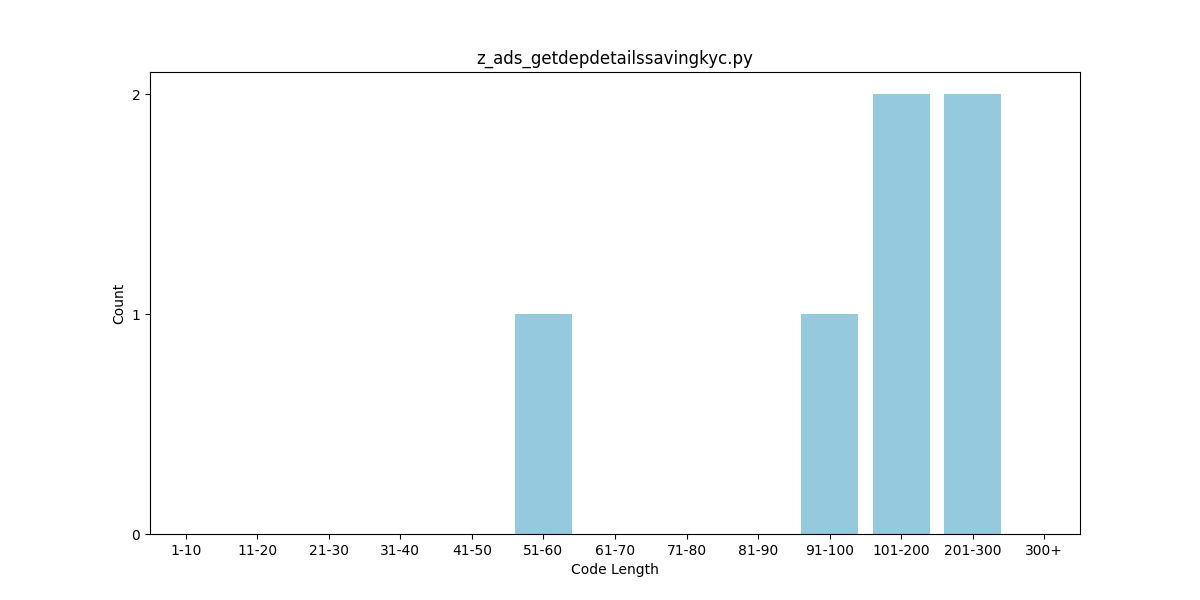 z_ads_getdepdetailssavingkyc.py
2
1
0
Count
1-10 11-20 21-30 31-40 41-50 51-60 61-70 71-80 81-90 91-100 101-200 201-300 300+
Code Length